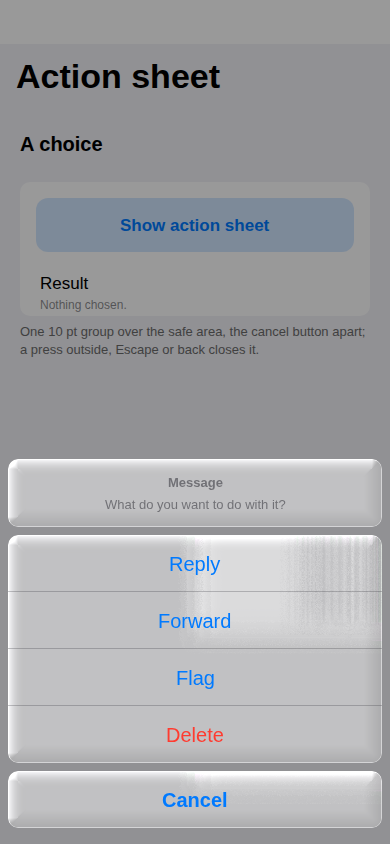 Action sheet
A choice
Show action sheet
Result
Nothing chosen.
One 10 pt group over the safe area, the cancel button apart;
a press outside, Escape or back closes it.
Message
What do you want to do with it?
Reply
Forward
Flag
Delete
Cancel